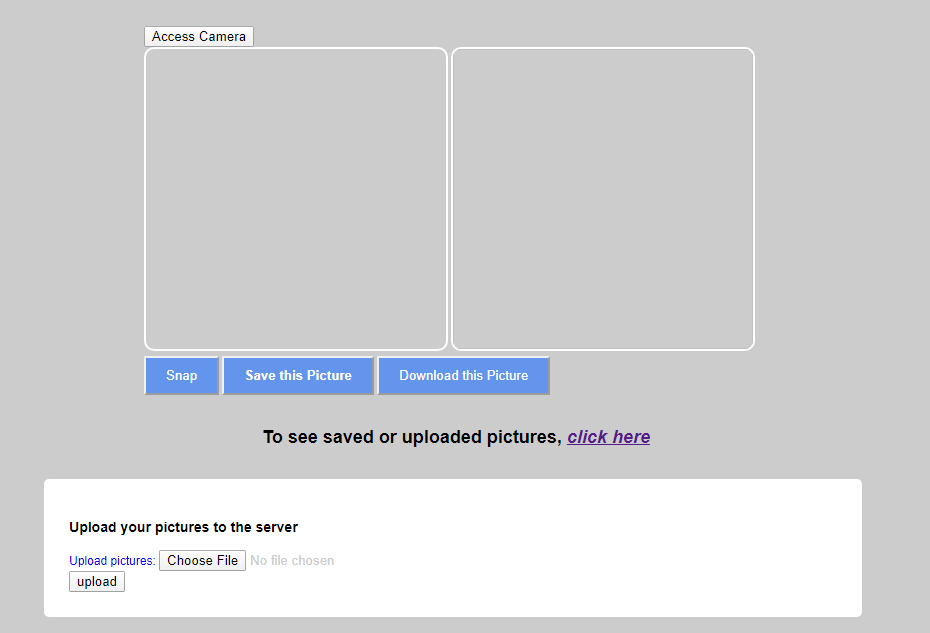 Access Camera
Snap Save this Picture Download this Picture
To see saved or uploaded pictures, click here
Upload your pictures to the server
Upload pictures: Choose File No file chosen
upload